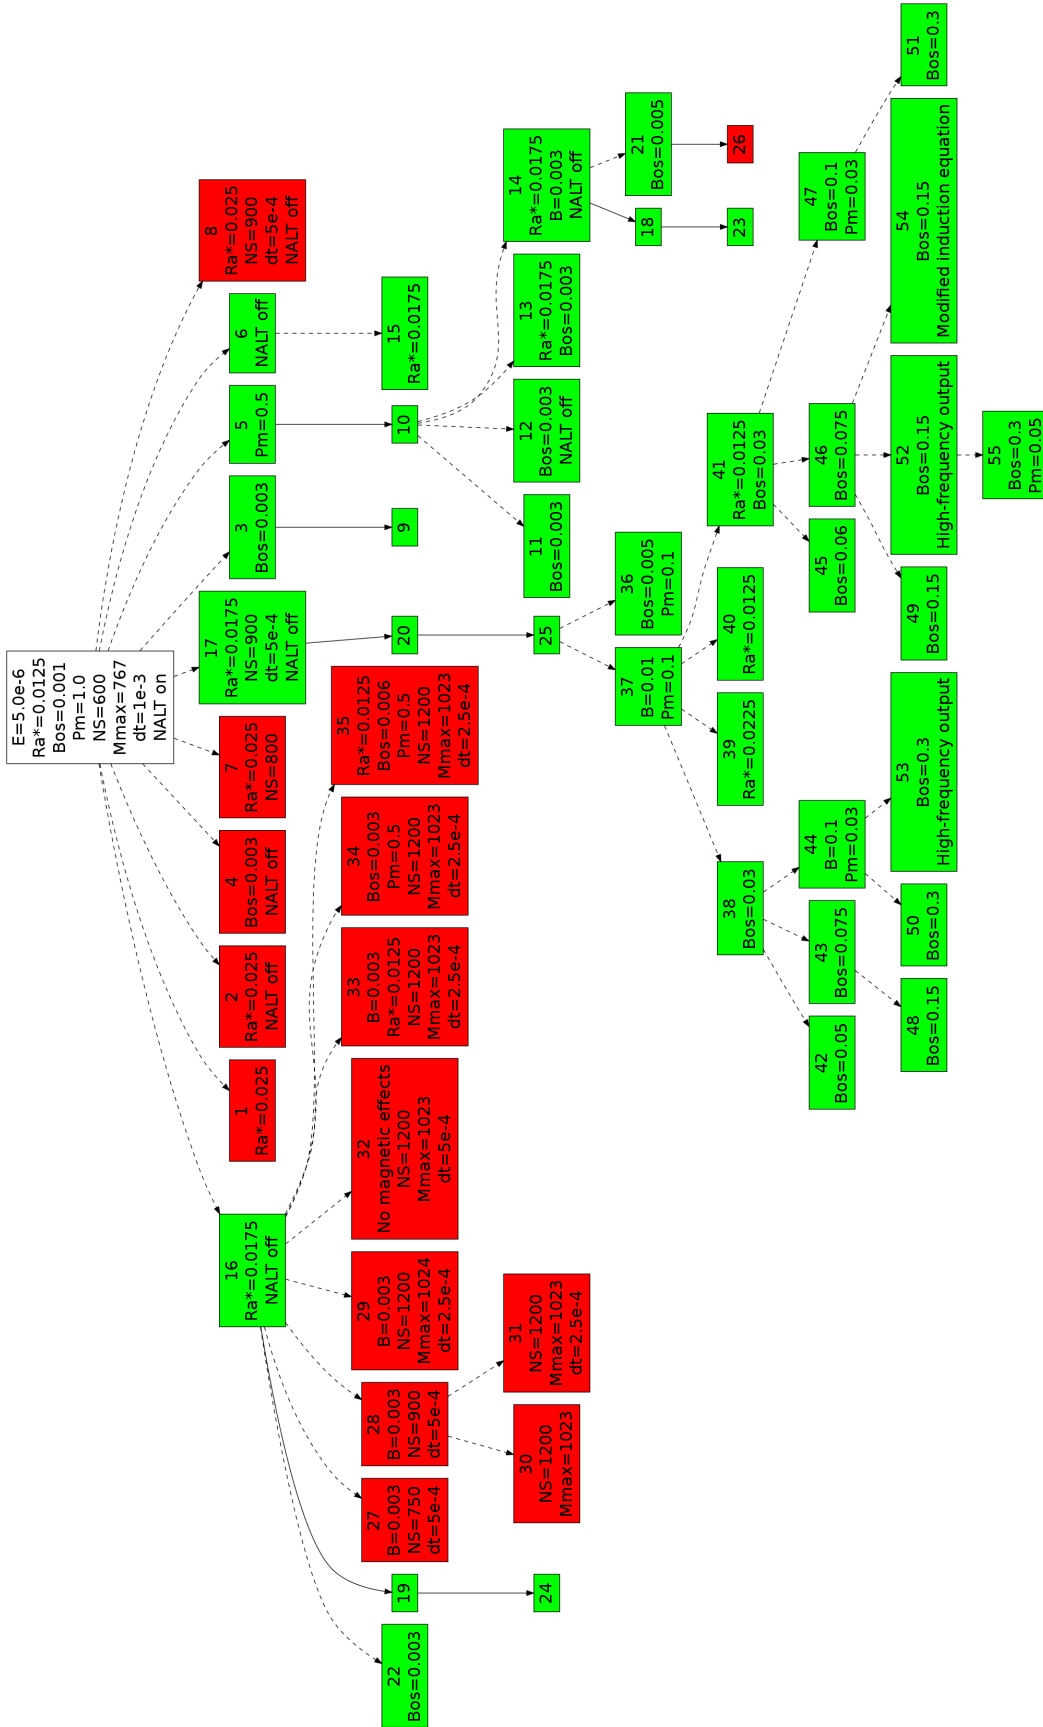 E=5.0e-6
Ra*=0.0125
Bos=0.001
Pm=1.0
NS=600
Mmax=767
dt=1e-3
NALT on
16
Ra*=0.0175
NALT off
1
Ra*=0.025
2
Ra*=0.025
NALT off
4
Bos=0.003
NALT off
7
Ra*=0.025
NS=800
17
Ra*=0.0175
NS=900
dt=5e-4
NALT off
3
Bos=0.003
5
Pm=0.5
6
NALT off
8
Ra*=0.025
NS=900
dt=5e-4
NALT off
22
Bos=0.003
19
27
B=0.003
NS=750
dt=5e-4
28
B=0.003
NS=900
dt=5e-4
29
B=0.003
NS=1200
Mmax=1024
dt=2.5e-4
32
No magnetic effects
NS=1200
Mmax=1023
dt=5e-4
33
B=0.003
Ra*=0.0125
NS=1200
Mmax=1023
dt=2.5e-4
34
Bos=0.003
Pm=0.5
NS=1200
Mmax=1023
dt=2.5e-4
35
Ra*=0.0125
Bos=0.006
Pm=0.5
NS=1200
Mmax=1023
dt=2.5e-4
20
9
10
15
Ra*=0.0175
24
30
NS=1200
Mmax=1023
31
NS=1200
Mmax=1023
dt=2.5e-4
25
11
Bos=0.003
12
Bos=0.003
NALT off
13
Ra*=0.0175
Bos=0.003
14
Ra*=0.0175
B=0.003
NALT off
37
B=0.01
Pm=0.1
36
Bos=0.005
Pm=0.1
18
21
Bos=0.005
38
Bos=0.03
39
Ra*=0.0225
40
Ra*=0.0125
41
Ra*=0.0125
Bos=0.03
23
26
42
Bos=0.05
43
Bos=0.075
44
B=0.1
Pm=0.03
45
Bos=0.06
46
Bos=0.075
47
Bos=0.1
Pm=0.03
48
Bos=0.15
50
Bos=0.3
53
Bos=0.3
High-frequency output
49
Bos=0.15
52
Bos=0.15
High-frequency output
54
Bos=0.15
Modified induction equation
51
Bos=0.3
55
Bos=0.3
Pm=0.05